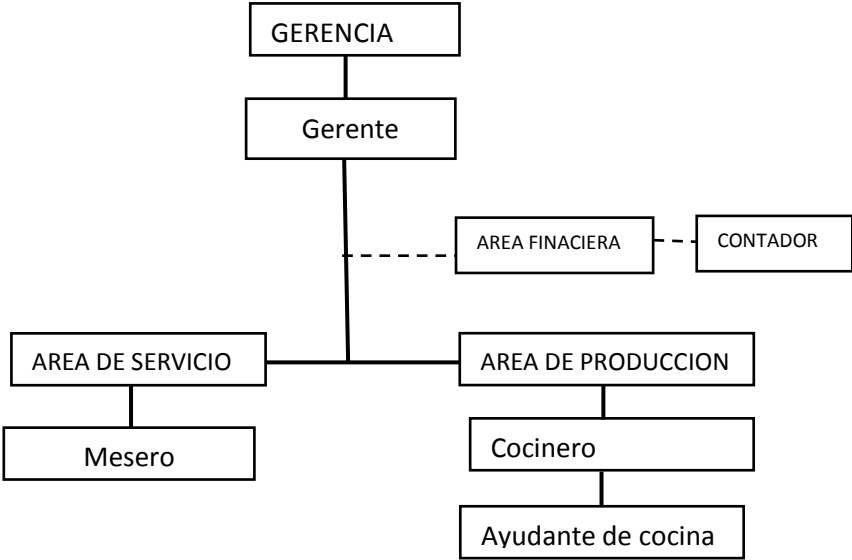 GERENCIA
Gerente
AREA FINACIERA
CONTADOR
AREA DE SERVICIO
AREA DE PRODUCCION
Mesero
Cocinero
Ayudante de cocina